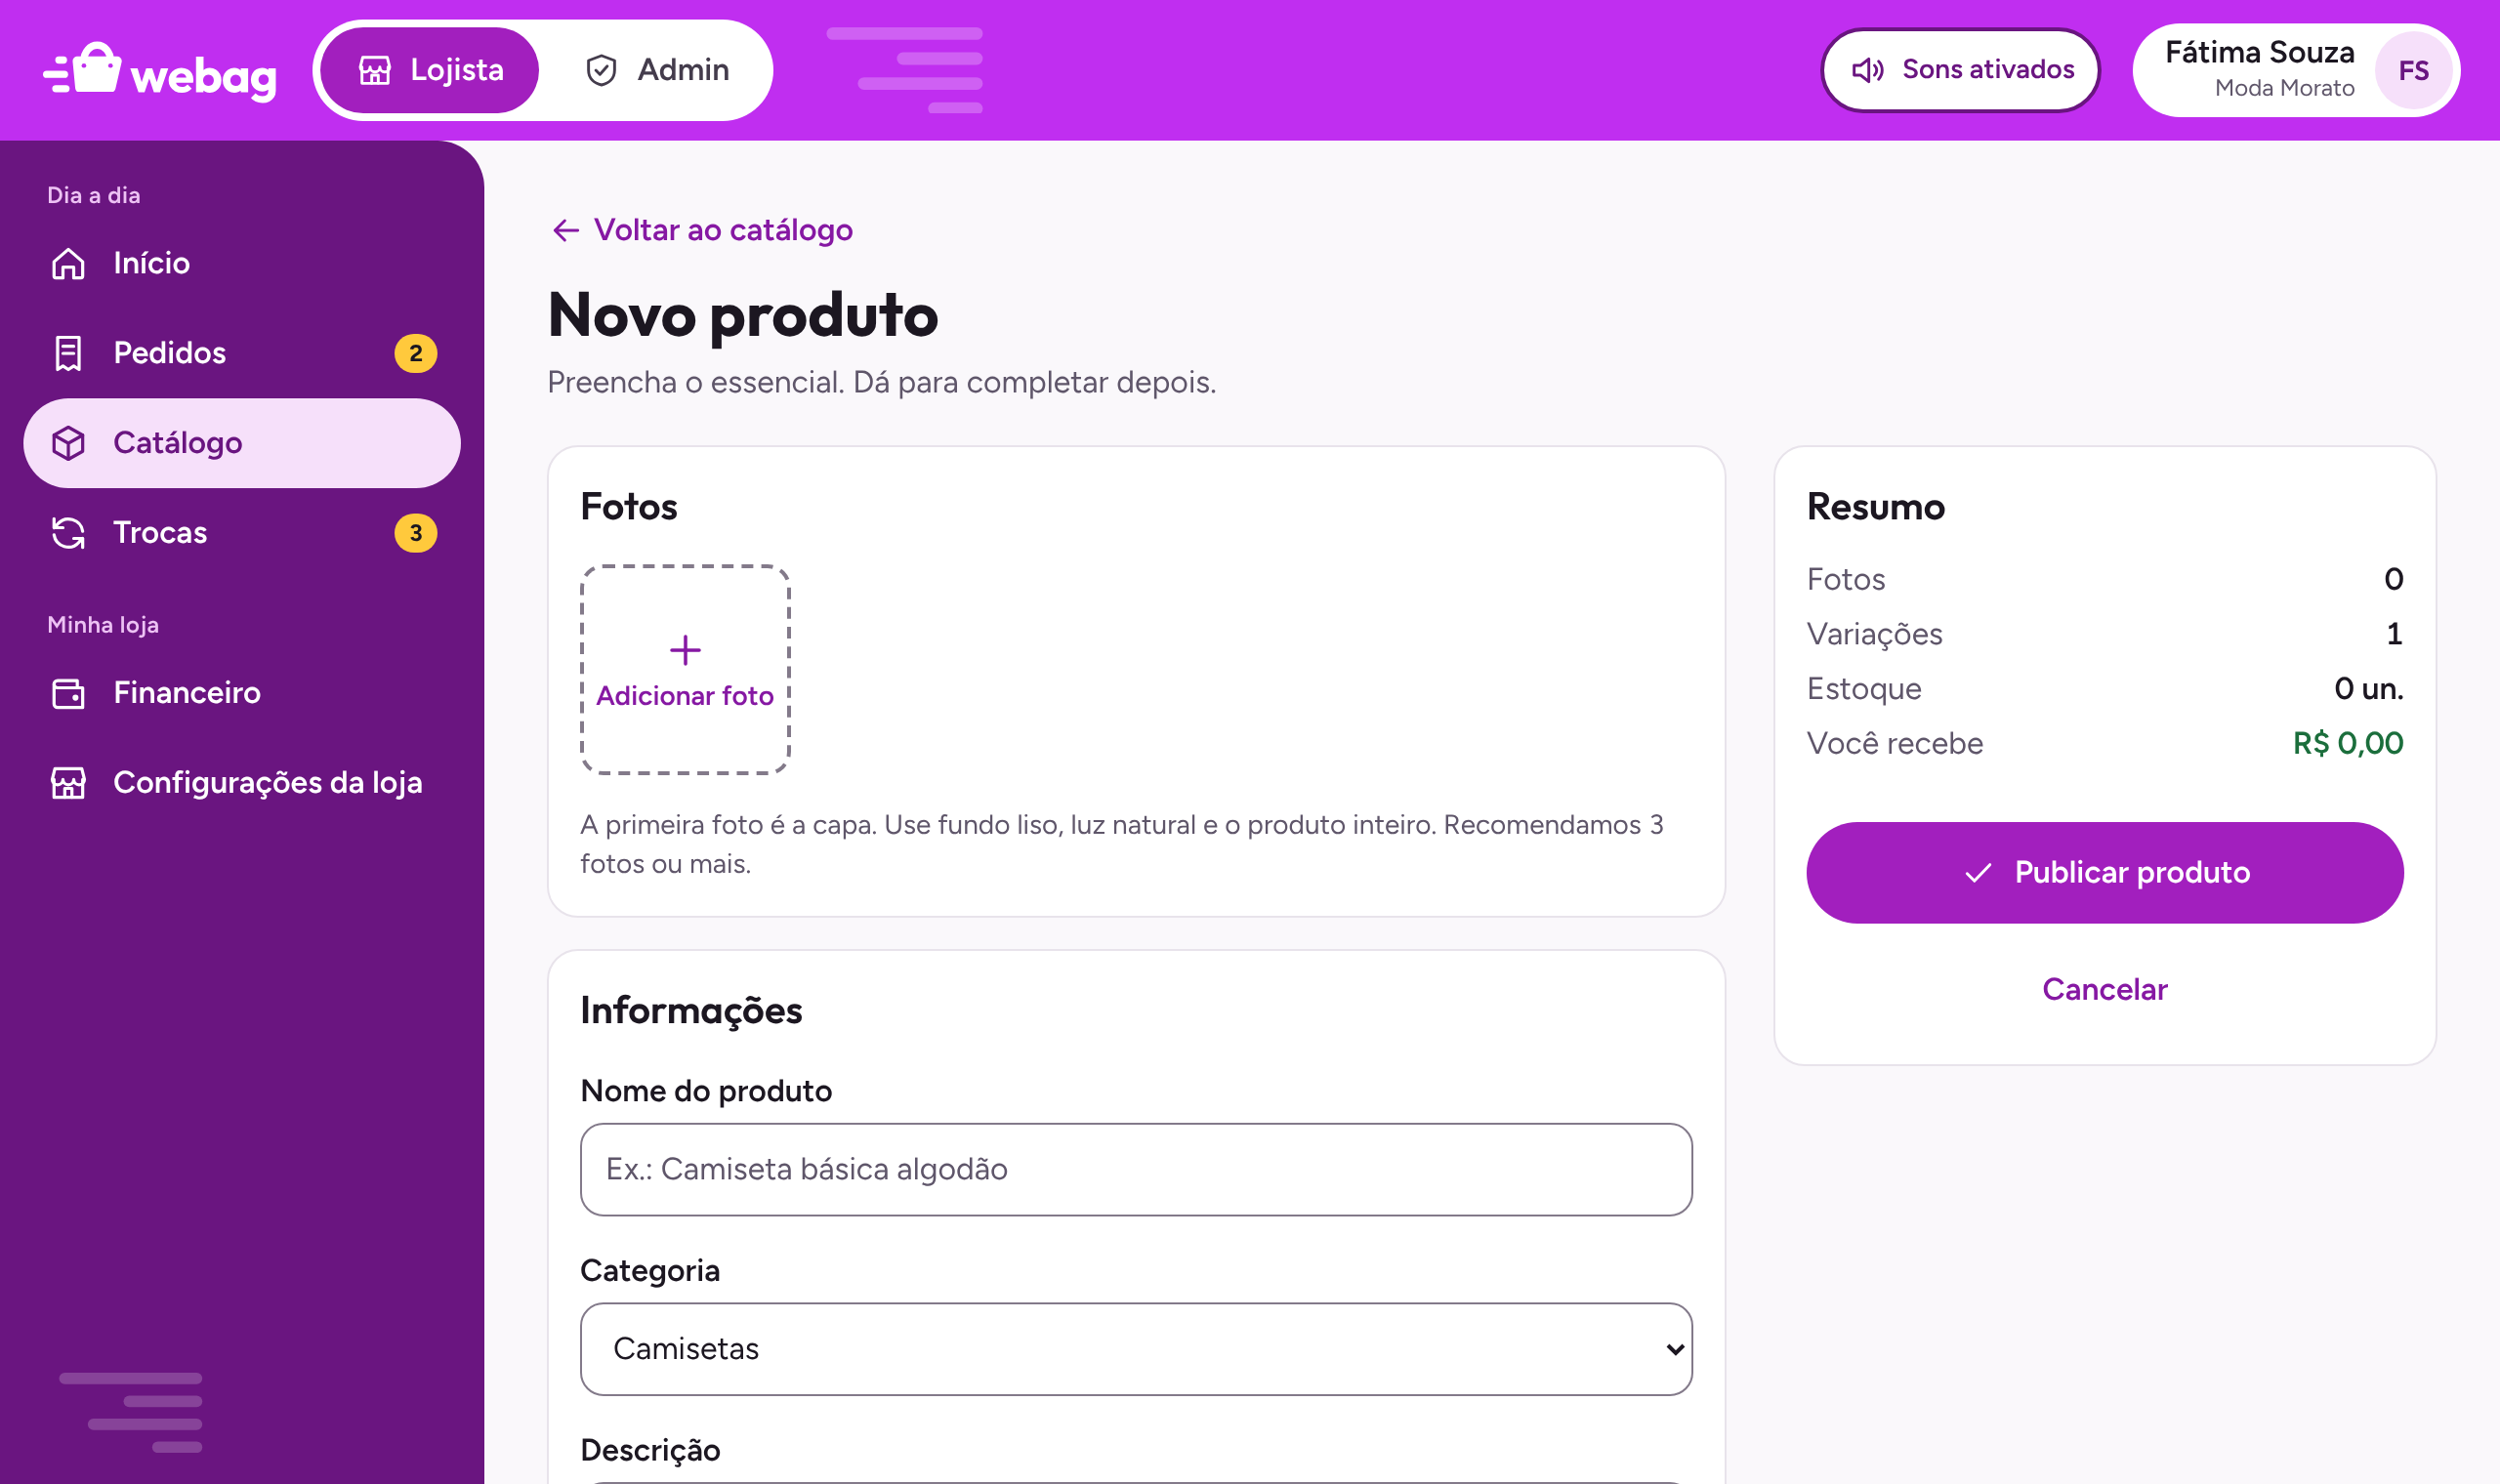 webag
Lojista
Admin
Sons ativados
Fátima Souza
Moda Morato
FS
Dia a dia
Início
Pedidos
2
Catálogo
Trocas
3
Minha loja
Financeiro
Configurações da loja
Voltar ao catálogo
Novo produto
Preencha o essencial. Dá para completar depois.
Fotos
Adicionar foto
A primeira foto é a capa. Use fundo liso, luz natural e o produto inteiro. Recomendamos 3
fotos ou mais.
Informações
Nome do produto
Ex.: Camiseta básica algodão
Categoria
Camisetas
Descrição
Resumo
Fotos 0
Variações 1
Estoque 0 un.
Você recebe R$ 0,00
Publicar produto
Cancelar